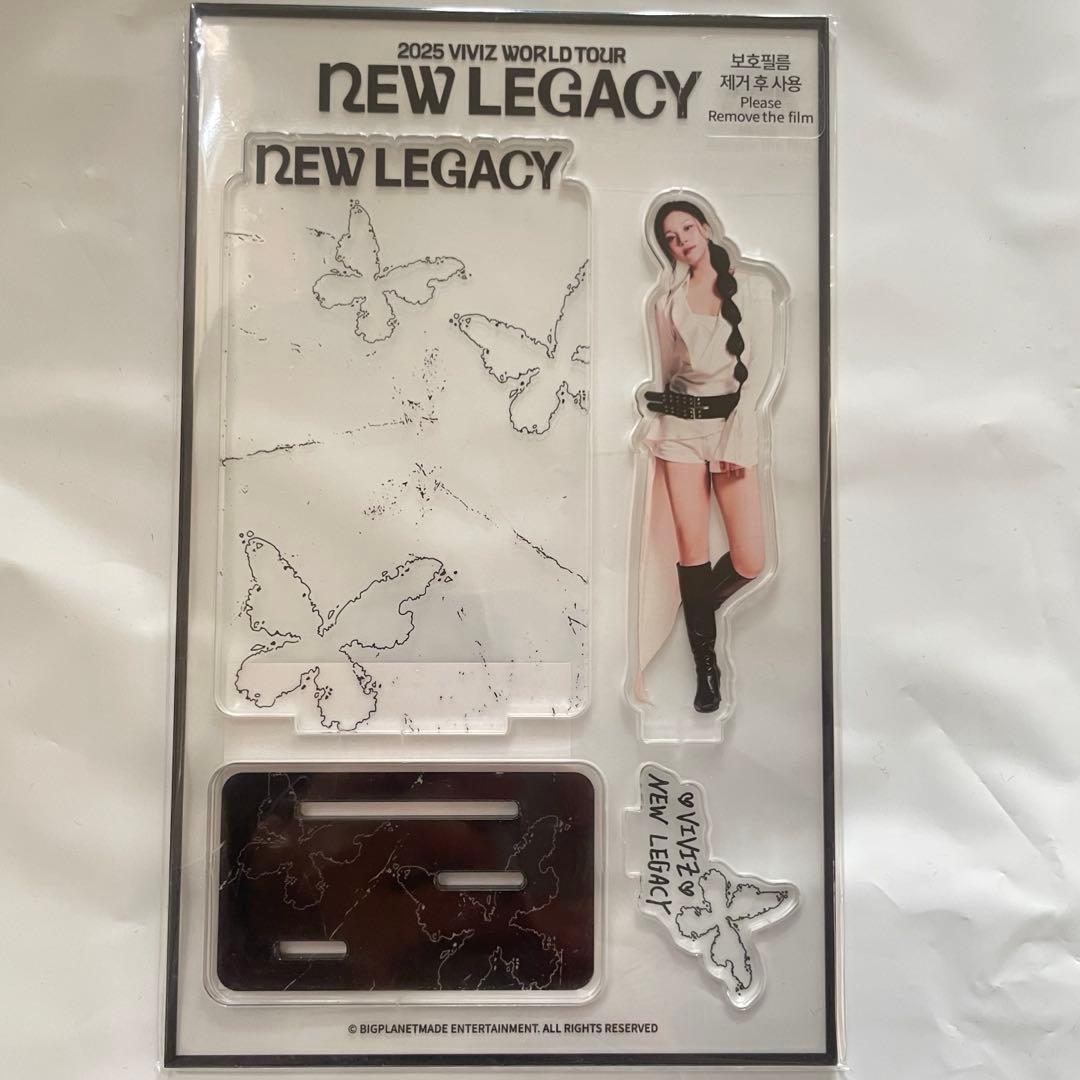 2025 VIVIZ WORLD TOUR
NEW LEGACY
보호필름
제거 후 사용
Please
Remove the film
NEW LEGACY
♡VIVIZ♡
NEW LEGACY
© BIGPLANETMADE ENTERTAINMENT. ALL RIGHTS RESERVED